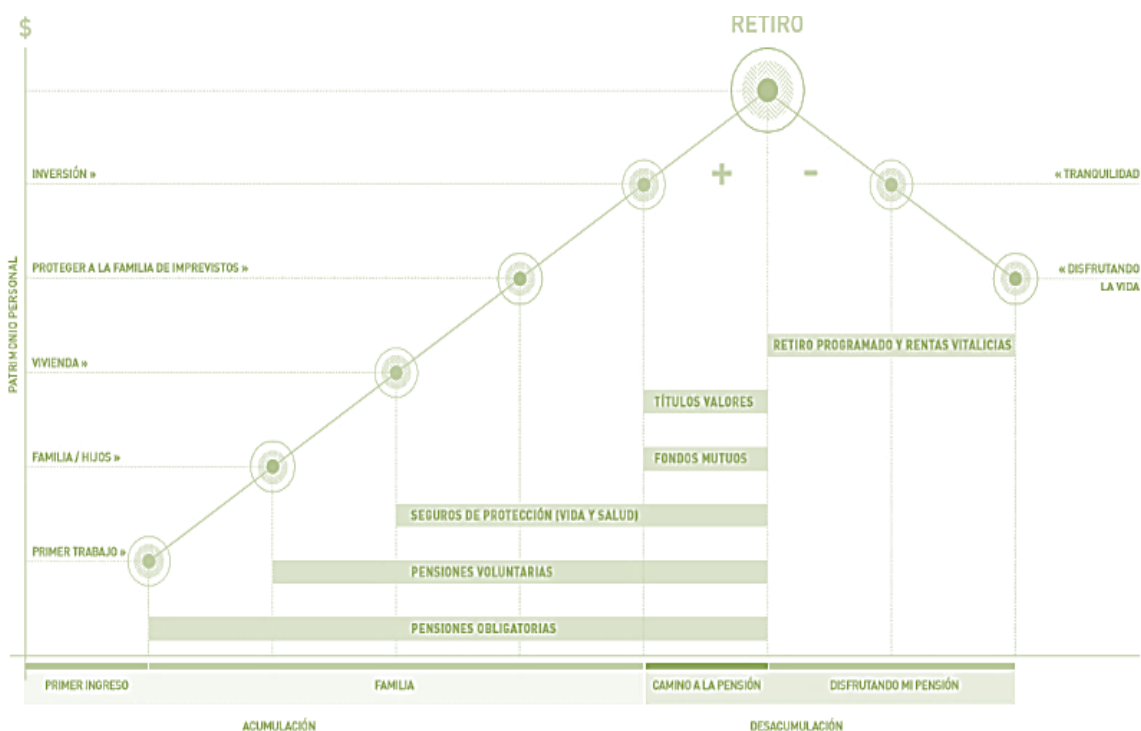 $
RETIRO
INVERSIÓN »
+
-
« TRANQUILIDAD
PROTEGER A LA FAMILIA DE IMPREVISTOS »
« DISFRUTANDO
LA VIDA
PATRIMONIO PERSONAL
RETIRO PROGRAMADO Y RENTAS VITALICIAS
VIVIENDA »
TÍTULOS VALORES
FAMILIA / HIJOS »
FONDOS MUTUOS
SEGUROS DE PROTECCIÓN (VIDA Y SALUD)
PRIMER TRABAJO »
PENSIONES VOLUNTARIAS
PENSIONES OBLIGATORIAS
PRIMER INGRESO
FAMILIA
CAMINO A LA PENSIÓN
DISFRUTANDO MI PENSIÓN
ACUMULACIÓN
DESACUMULACIÓN